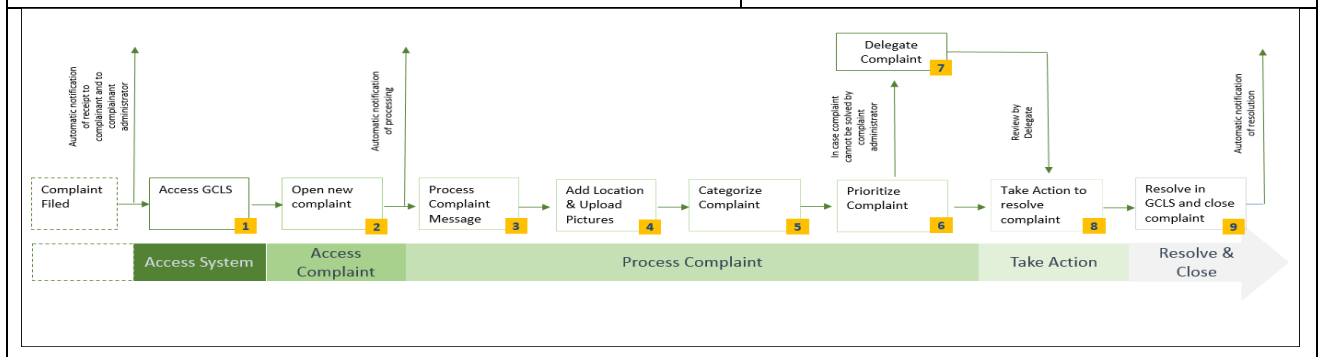 Automatic notification
of receipt to
complainant and to
complainant
administrator
Automatic notification
of processing
Delegate
Complaint
7
In case complaint
cannot be solved by
complaint
administrator
Review by
Delegate
Automatic notification
of resolution
Complaint
Filed
Access GCLS
1
Open new
complaint
2
Process
Complaint
Message
3
Add Location
& Upload
Pictures
4
Categorize
Complaint
5
Prioritize
Complaint
6
Take Action to
resolve
complaint
8
Resolve in
GCLS and close
complaint
9
Access System
Access
Complaint
Process Complaint
Take Action
Resolve &
Close